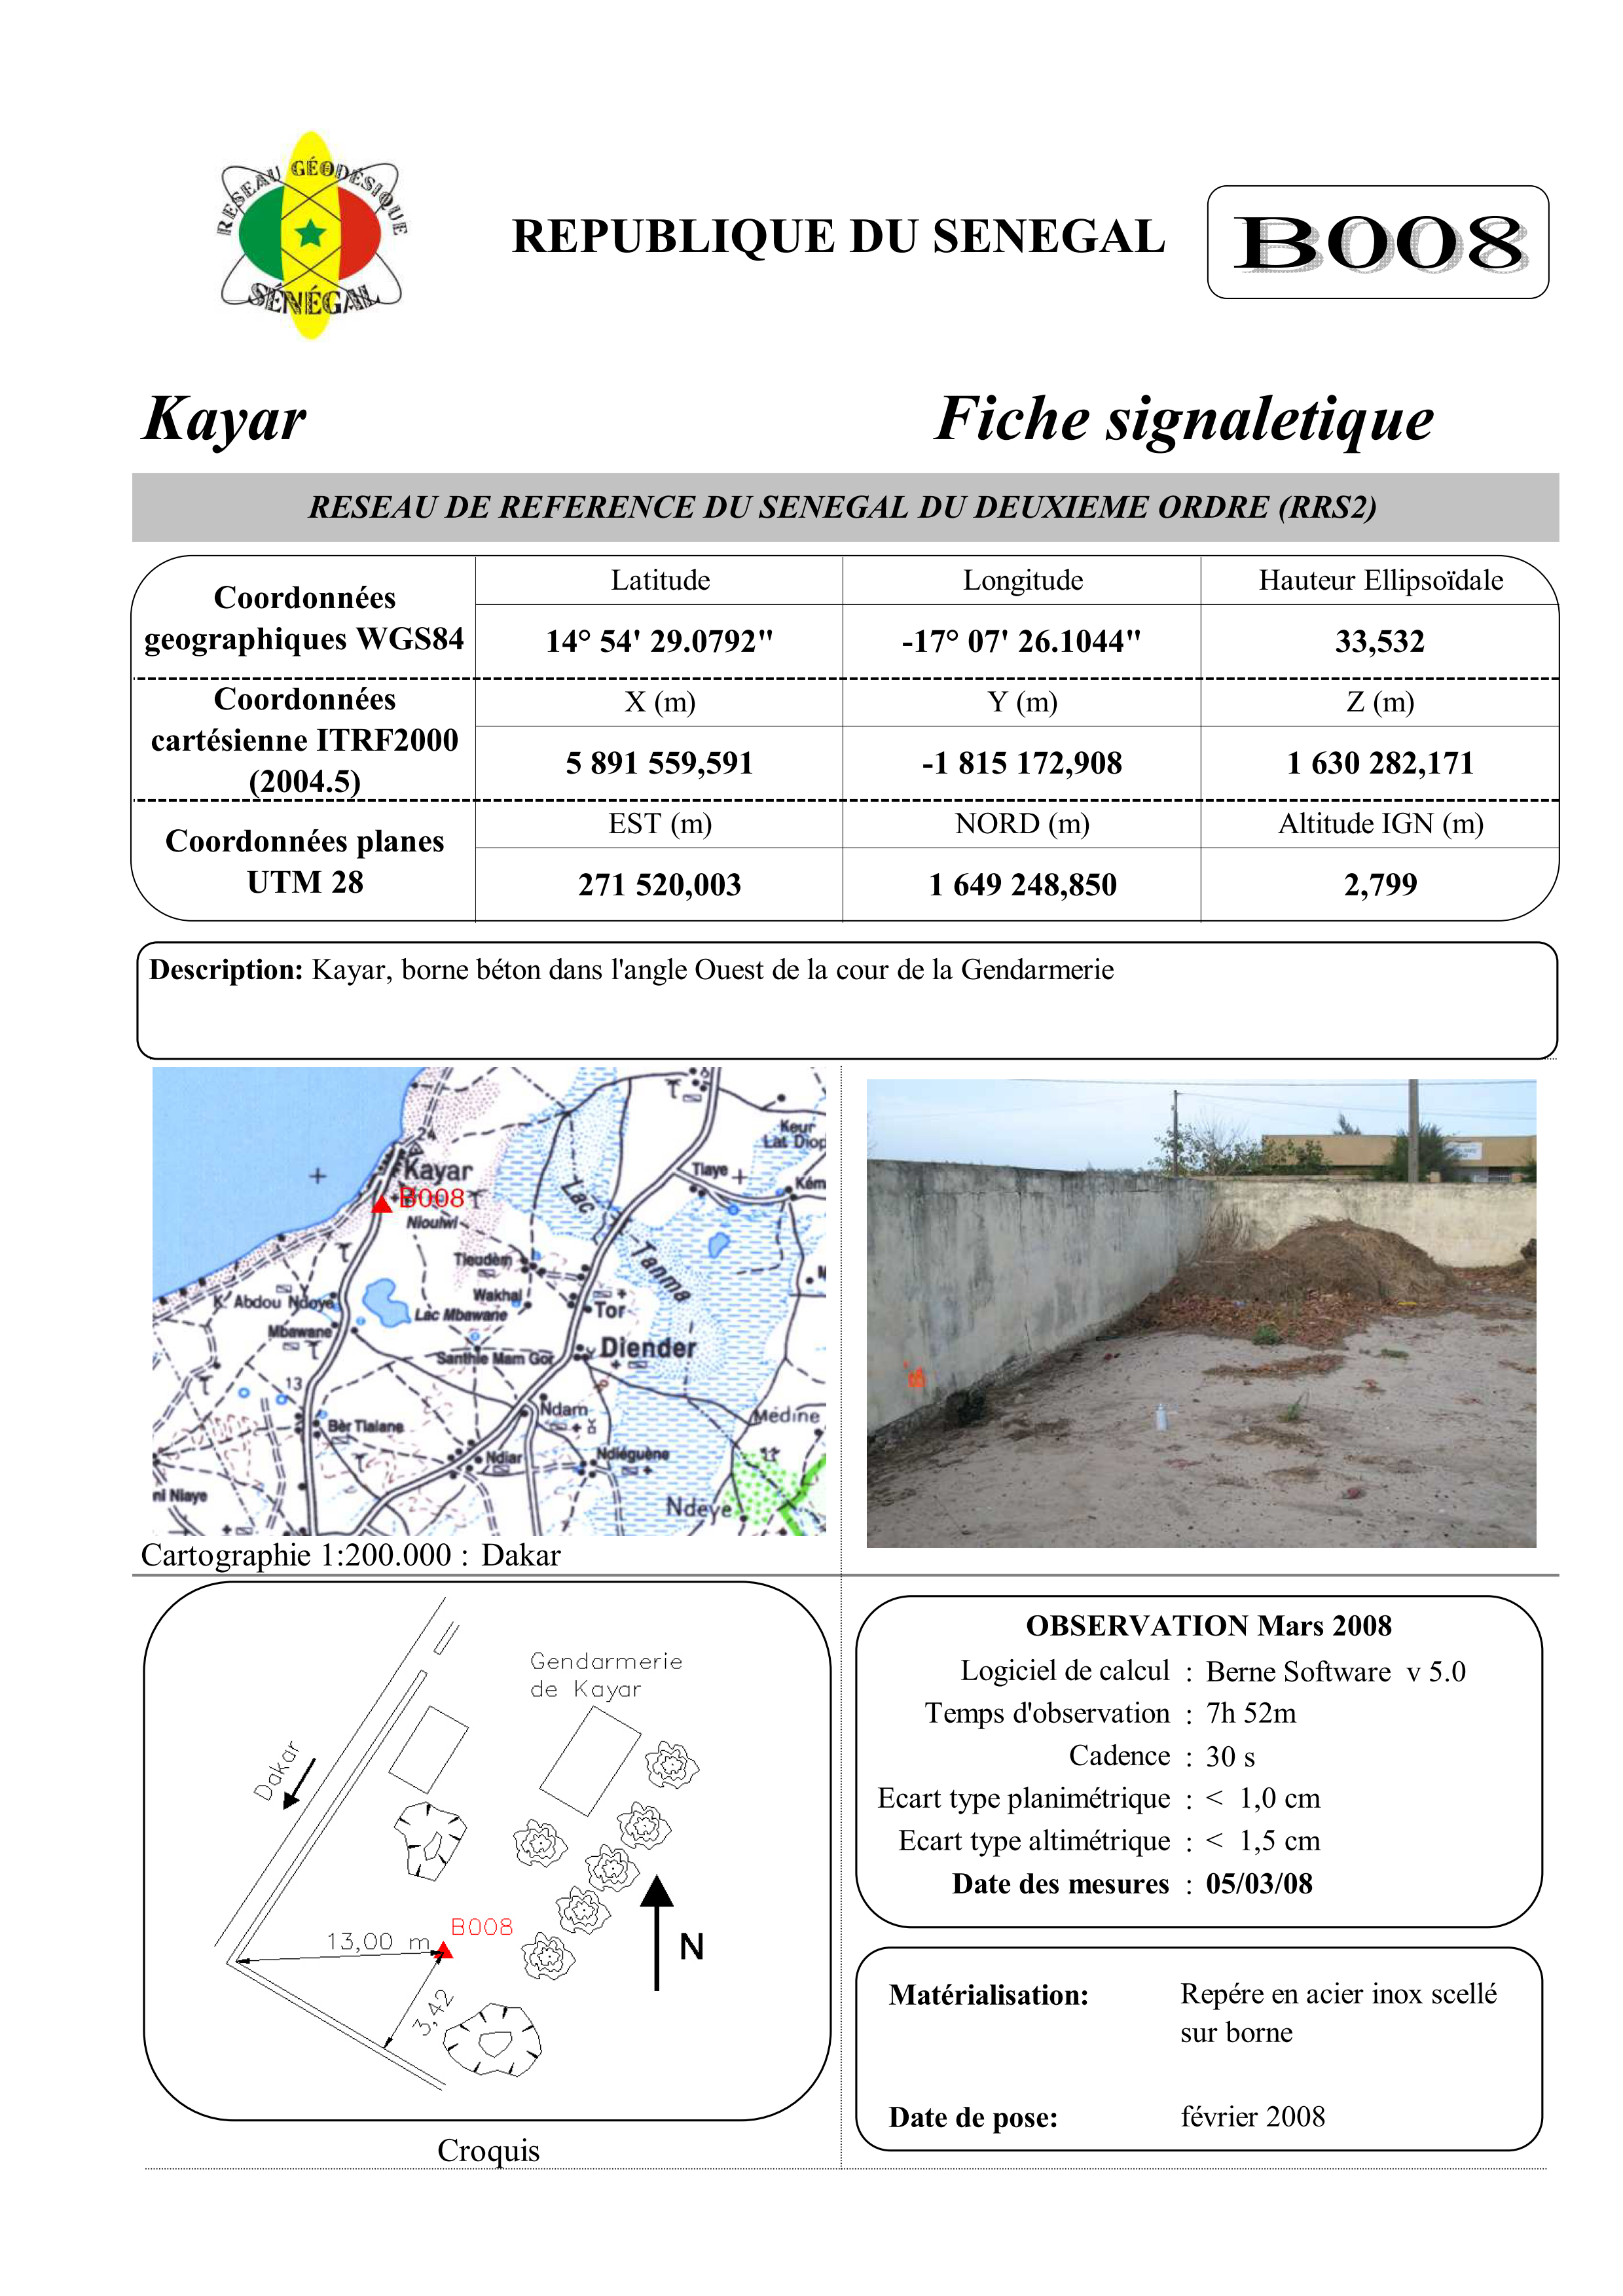 RESEAU GÉODÉSIQUE
SÉNÉGAL
REPUBLIQUE DU SENEGAL
B008
Kayar
Fiche signaletique
RESEAU DE REFERENCE DU SENEGAL DU DEUXIEME ORDRE (RRS2)
Coordonnées geographiques WGS84
Latitude
Longitude
Hauteur Ellipsoïdale
14° 54' 29.0792"
-17° 07' 26.1044"
33,532
Coordonnées cartésienne ITRF2000 (2004.5)
X (m)
Y (m)
Z (m)
5 891 559,591
-1 815 172,908
1 630 282,171
Coordonnées planes UTM 28
EST (m)
NORD (m)
Altitude IGN (m)
271 520,003
1 649 248,850
2,799
Description: Kayar, borne béton dans l'angle Ouest de la cour de la Gendarmerie
24
Kayar
B008
Nioulwi
Keur
Lat Diop
Tiaye
Kém
Lac Tanma
Tieudèm
Wakhal
K. Abdou Ndoye
Lac Mbawane
Tor
Mbawane
Santhie Mam Gor
Diender
13
Ndam
Médine
Bèr Tialane
Ndiar
Ndieguène
11
ni Niaye
Ndeye
Cartographie 1:200.000 : Dakar
Gendarmerie
de Kayar
Dakar
B008
13,00 m
3,42
N
Croquis
OBSERVATION Mars 2008
Logiciel de calcul : Berne Software v 5.0
Temps d'observation : 7h 52m
Cadence : 30 s
Ecart type planimétrique : < 1,0 cm
Ecart type altimétrique : < 1,5 cm
Date des mesures : 05/03/08
Matérialisation: Repére en acier inox scellé
sur borne
Date de pose: février 2008